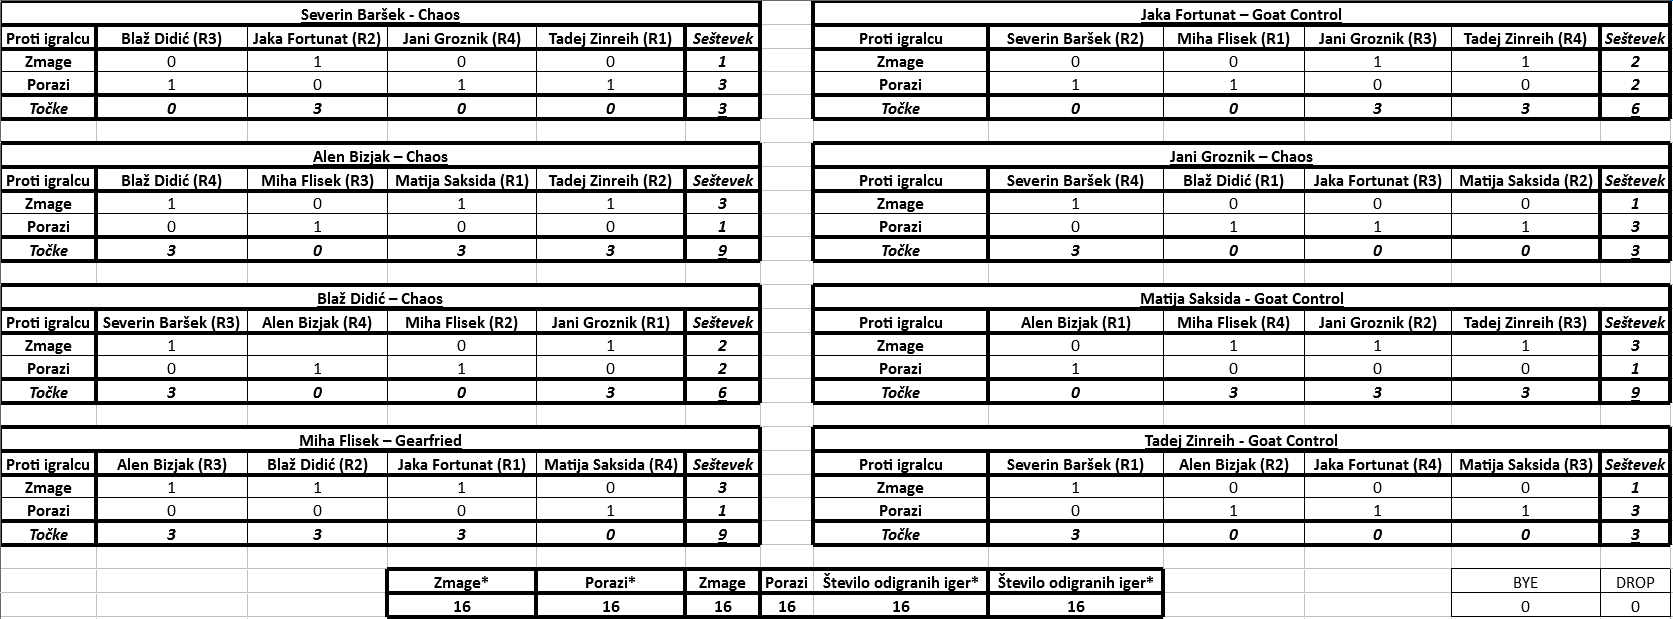 Severin Baršek - Chaos
Proti igralcu Blaž Didić (R3) Jaka Fortunat (R2) Jani Groznik (R4) Tadej Zinreih (R1) Seštevek
Zmage 0 1 0 0 1
Porazi 1 0 1 1 3
Točke 0 3 0 0 3
Jaka Fortunat – Goat Control
Proti igralcu Severin Baršek (R2) Miha Flisek (R1) Jani Groznik (R3) Tadej Zinreih (R4) Seštevek
Zmage 0 0 1 1 2
Porazi 1 1 0 0 2
Točke 0 0 3 3 6
Alen Bizjak – Chaos
Proti igralcu Blaž Didić (R4) Miha Flisek (R3) Matija Saksida (R1) Tadej Zinreih (R2) Seštevek
Zmage 1 0 1 1 3
Porazi 0 1 0 0 1
Točke 3 0 3 3 9
Jani Groznik – Chaos
Proti igralcu Severin Baršek (R4) Blaž Didić (R1) Jaka Fortunat (R3) Matija Saksida (R2) Seštevek
Zmage 1 0 0 0 1
Porazi 0 1 1 1 3
Točke 3 0 0 0 3
Blaž Didić – Chaos
Proti igralcu Severin Baršek (R3) Alen Bizjak (R4) Miha Flisek (R2) Jani Groznik (R1) Seštevek
Zmage 1 0 1 2
Porazi 0 1 1 0 2
Točke 3 0 0 3 6
Matija Saksida - Goat Control
Proti igralcu Alen Bizjak (R1) Miha Flisek (R4) Jani Groznik (R2) Tadej Zinreih (R3) Seštevek
Zmage 0 1 1 1 3
Porazi 1 0 0 0 1
Točke 0 3 3 3 9
Miha Flisek – Gearfried
Proti igralcu Alen Bizjak (R3) Blaž Didić (R2) Jaka Fortunat (R1) Matija Saksida (R4) Seštevek
Zmage 1 1 1 0 3
Porazi 0 0 0 1 1
Točke 3 3 3 0 9
Tadej Zinreih - Goat Control
Proti igralcu Severin Baršek (R1) Alen Bizjak (R2) Jaka Fortunat (R4) Matija Saksida (R3) Seštevek
Zmage 1 0 0 0 1
Porazi 0 1 1 1 3
Točke 3 0 0 0 3
Zmage* Porazi* Zmage Porazi Število odigranih iger* Število odigranih iger* BYE DROP
16 16 16 16 16 16 0 0